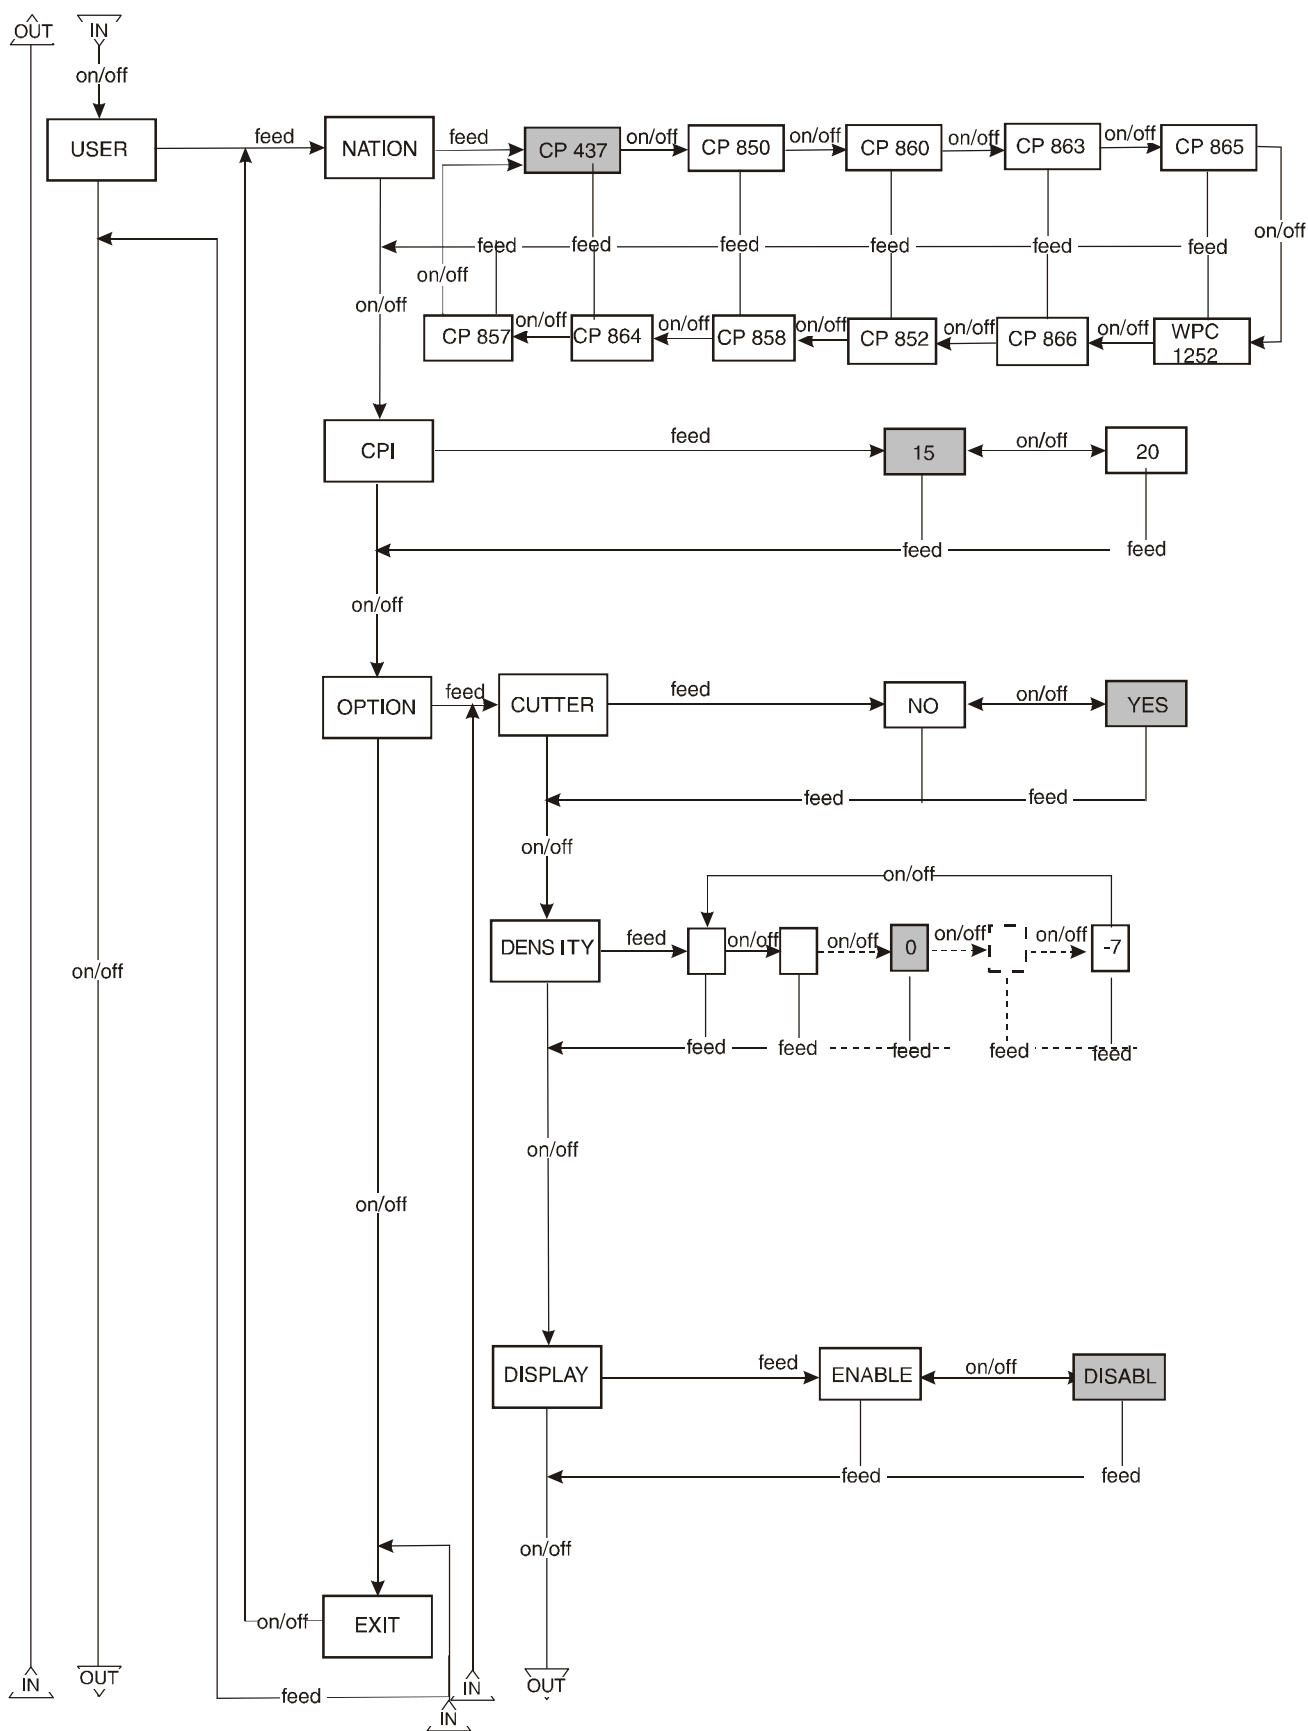 OUT
IN
on/off
USER
feed
NATION
feed
CP 437
on/off
CP 850
on/off
CP 860
on/off
CP 863
on/off
CP 865
feed
feed
feed
feed
feed
feed
on/off
on/off
on/off
CP 857
on/off
CP 864
on/off
CP 858
on/off
CP 852
on/off
CP 866
on/off
WPC
1252
CPI
feed
15
on/off
20
feed
feed
on/off
OPTION
feed
CUTTER
feed
NO
on/off
YES
feed
feed
on/off
on/off
DENS ITY
feed
on/off
on/off
0
on/off
on/off
-7
on/off
feed
feed
feed
feed
feed
on/off
on/off
DISPLAY
feed
ENABLE
on/off
DISABL
feed
feed
on/off
on/off
EXIT
IN
OUT
feed
IN
IN
OUT